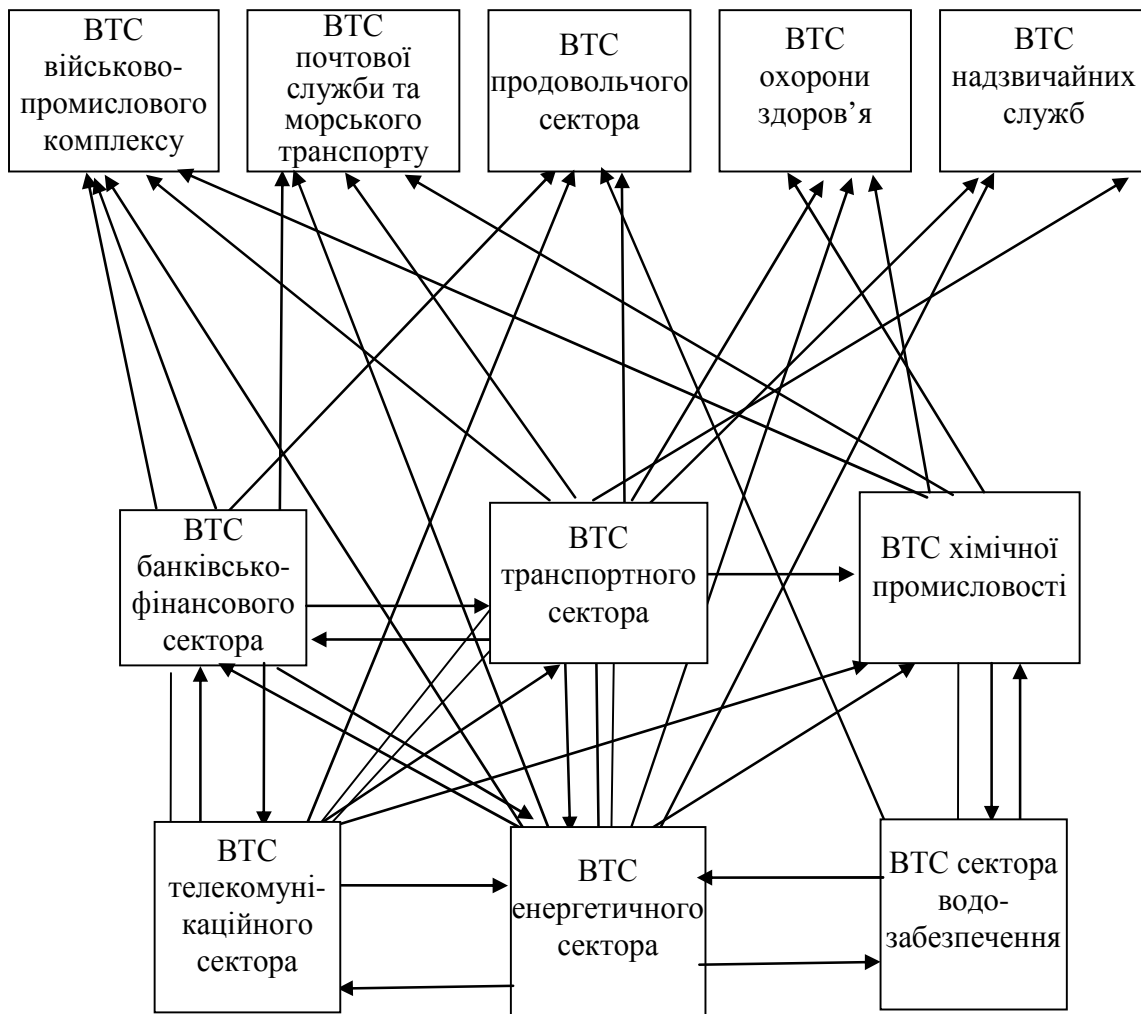 ВТС
військово-
промислового
комплексу
ВТС
почтової
служби та
морського
транспорту
ВТС
продовольчого
сектора
ВТС
охорони
здоров’я
ВТС
надзвичайних
служб
ВТС
банківсько-
фінансового
сектора
ВТС
транспортного
сектора
ВТС хімічної
промисловості
ВТС
телекомуні-
каційного
сектора
ВТС
енергетичного
сектора
ВТС сектора
водо-
забезпечення